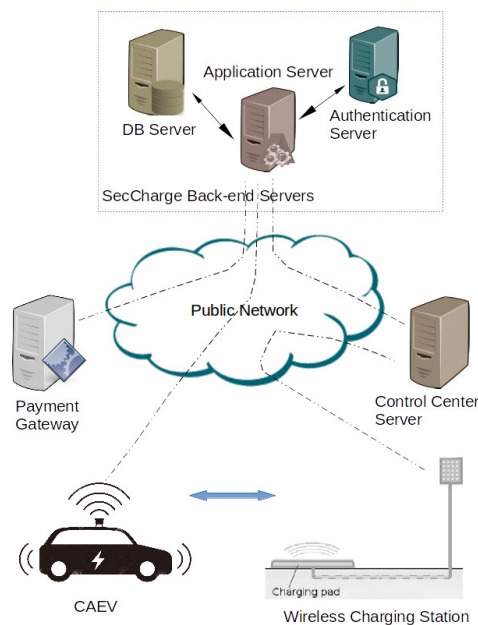 Application Server
DB Server
Authentication
Server
SecCharge Back-end Servers
Public Network
Payment
Gateway
Control Center
Server
Charging pad
CAEV
Wireless Charging Station